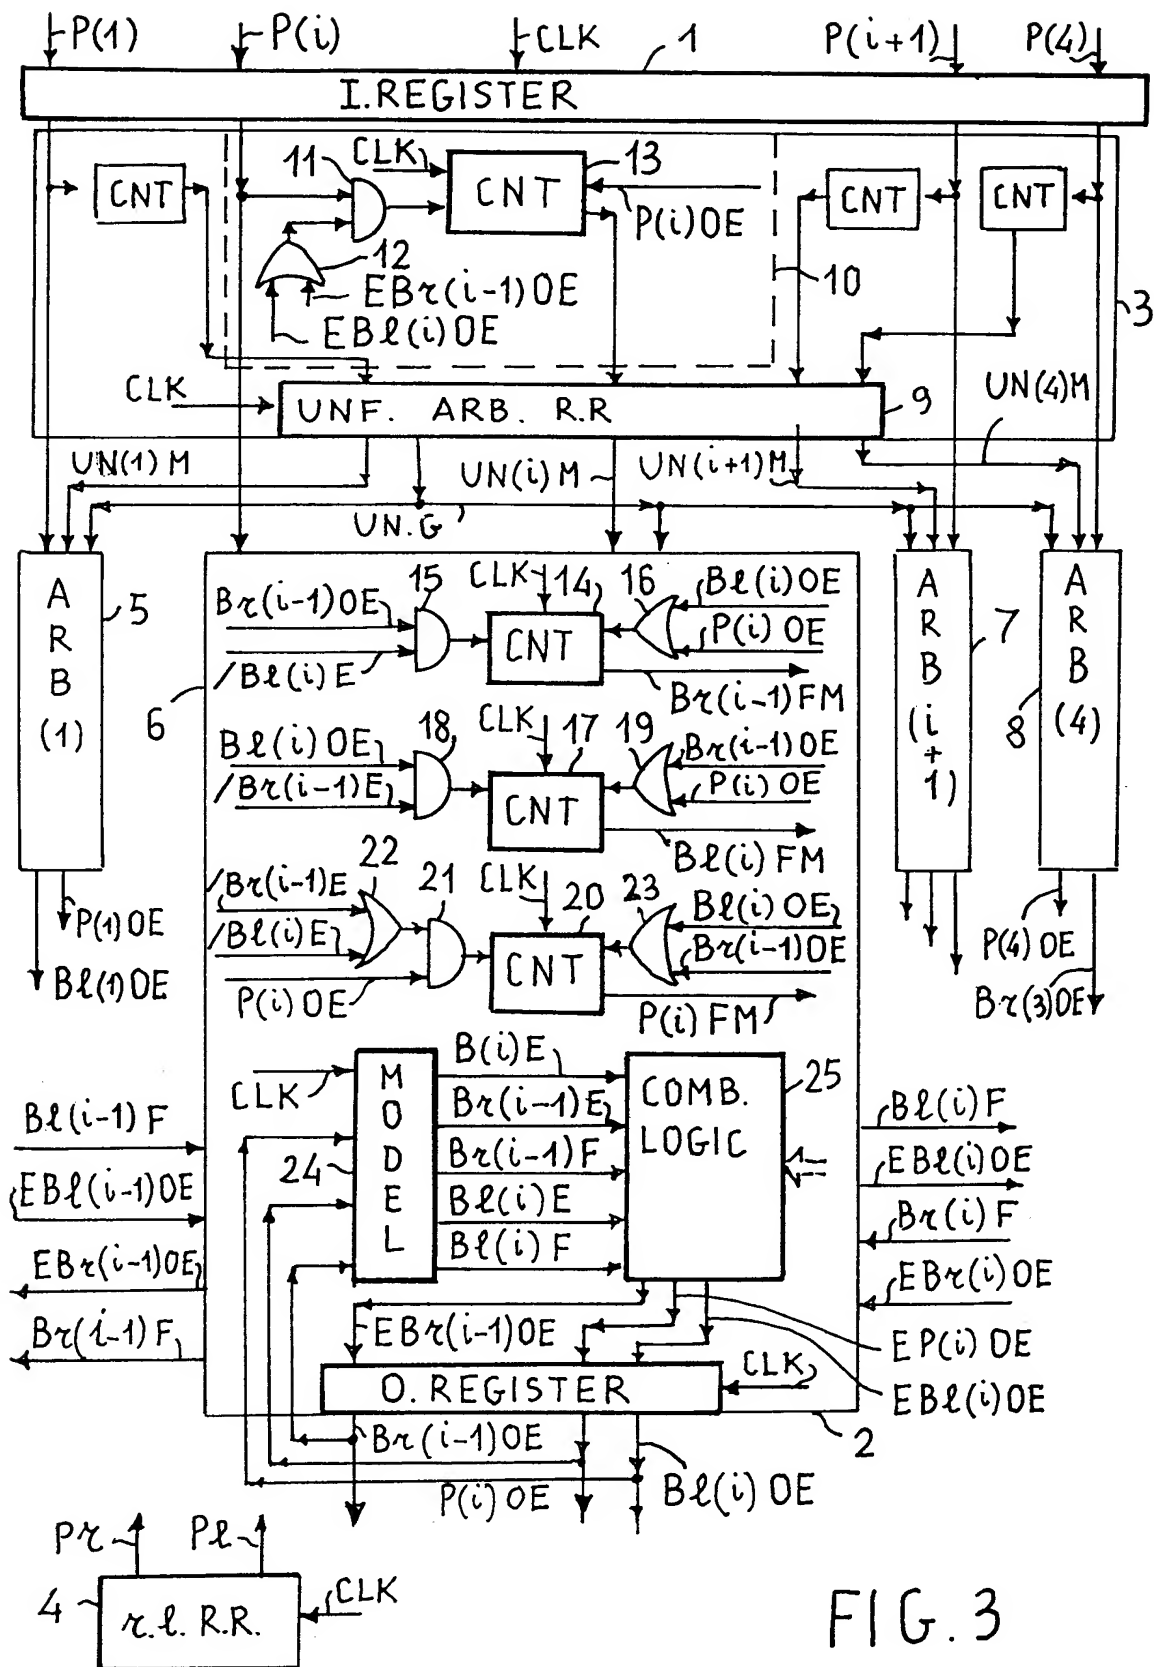 P(1)
P(i)
CLK
1
P(i+1)
P(4)
I.REGISTER
11
CLK
13
10
CNT
CNT
CNT
CNT
P(i)OE
12
EBr(i-1)OE
EBl(i)OE
3
CLK
UNF. ARB. R.R
9
UN(4)M
UN(1)M
UN(i)M
UN(i+1)M
UN.G
ARB(1)
5
6
Br(i-1)OE
/Bl(i)E
15
CLK
14
CNT
16
Bl(i)OE
P(i)OE
Br(i-1)FM
ARB(i+1)
7
8
ARB(4)
Bl(i)OE
/Br(i-1)E
18
CLK
17
CNT
19
Br(i-1)OE
P(i)OE
Bl(i)FM
22
/Br(i-1)E
/Bl(i)E
P(i)OE
21
CLK
20
CNT
23
Bl(i)OE
Br(i-1)OE
P(i)FM
P(1)OE
Bl(1)OE
P(4)OE
Br(3)OE
CLK
MODEL
24
B(i)E
Br(i-1)E
Br(i-1)F
Bl(i)E
Bl(i)F
COMB.
LOGIC
25
Bl(i-1)F
EBl(i-1)OE
EBr(i-1)OE
Br(i-1)F
Bl(i)F
EBl(i)OE
Br(i)F
EBr(i)OE
EBr(i-1)OE
EP(i)OE
EBl(i)OE
O.REGISTER
CLK
2
Br(i-1)OE
P(i)OE
Bl(i)OE
Pr
Pl
4
r.l. R.R.
CLK
FIG.3